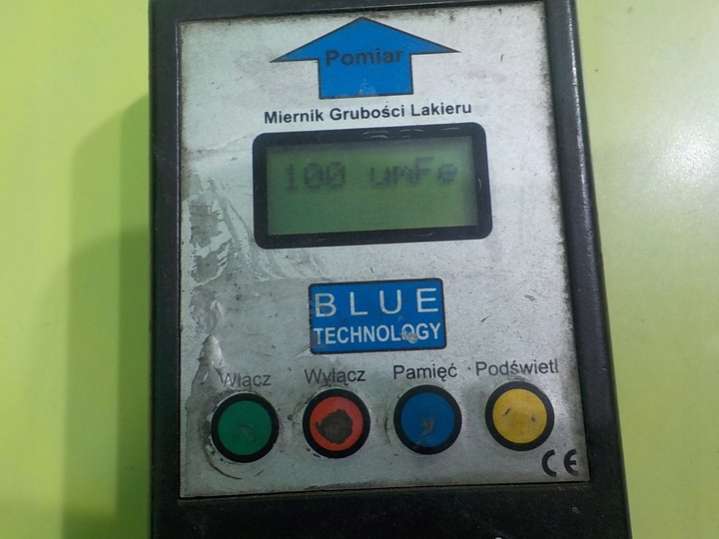 Pomiar
Miernik Grubości Lakieru
100 umFe
BLUE
TECHNOLOGY
Włącz Wyłącz Pamięć Podświetl
CE